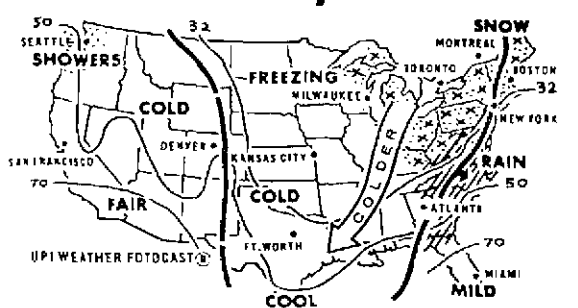 50
32
SNOW
SEATTLE
MONTREAL
SHOWERS
FREEZING
TORONTO
BOSTON
MILWAUKEE
32
COLD
NEW YORK
DENVER
KANSAS CITY
COLDER
SAN FRANCISCO
RAIN
70
COLD
50
FAIR
ATLANTA
FT. WORTH
UPI WEATHER FOTOCAST
70
MIAMI
COOL
MILD